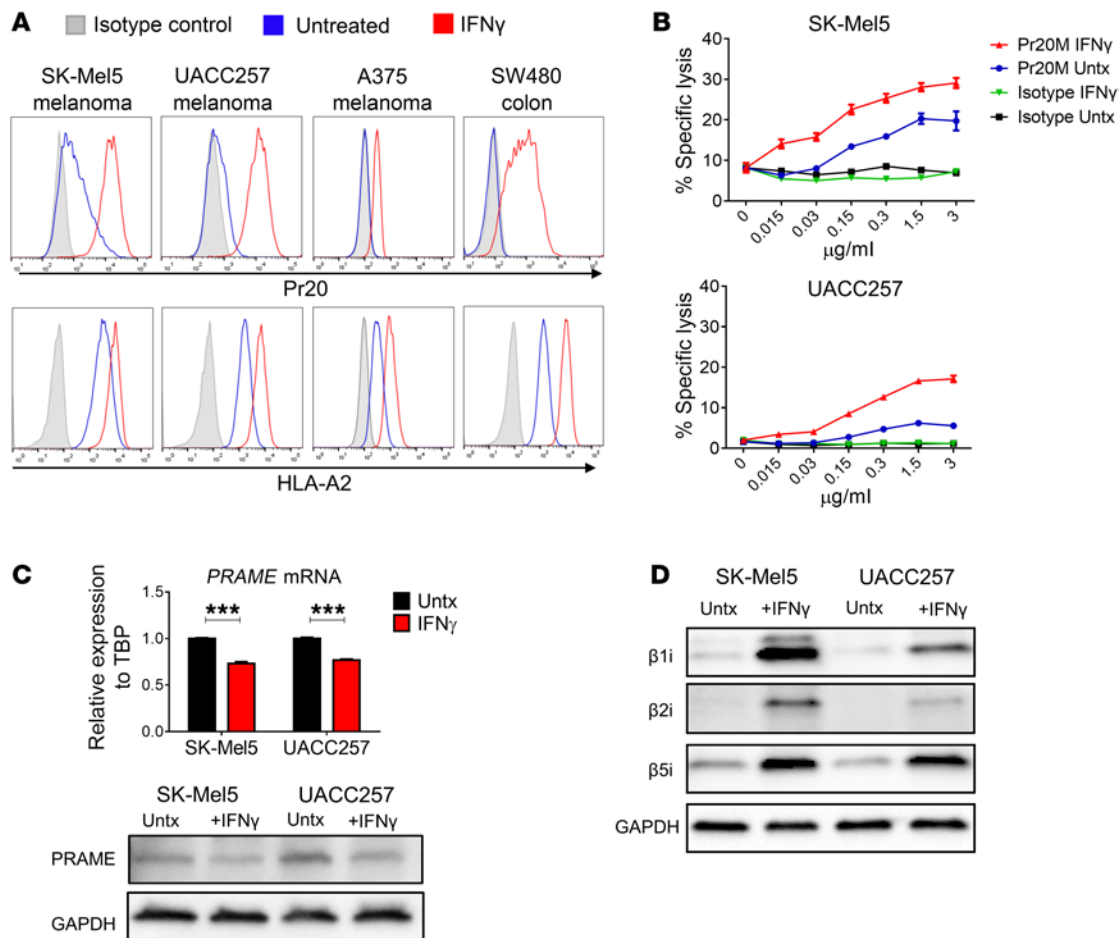 A
Isotype control Untreated IFNγ
SK-Mel5 UACC257 A375 SW480
melanoma melanoma melanoma colon
Pr20
HLA-A2
B
SK-Mel5
% Specific lysis
40
30
20
10
0
0 0.015 0.03 0.15 0.3 1.5 3
μg/ml
Pr20M IFNγ
Pr20M Untx
Isotype IFNγ
Isotype Untx
UACC257
% Specific lysis
40
30
20
10
0
0 0.015 0.03 0.15 0.3 1.5 3
μg/ml
C
PRAME mRNA
Relative expression
to TBP
1.5
1.0
0.5
0.0
*** ***
SK-Mel5 UACC257
Untx
IFNγ
SK-Mel5 UACC257
Untx +IFNγ Untx +IFNγ
PRAME
GAPDH
D
SK-Mel5 UACC257
Untx +IFNγ Untx +IFNγ
β1i
β2i
β5i
GAPDH